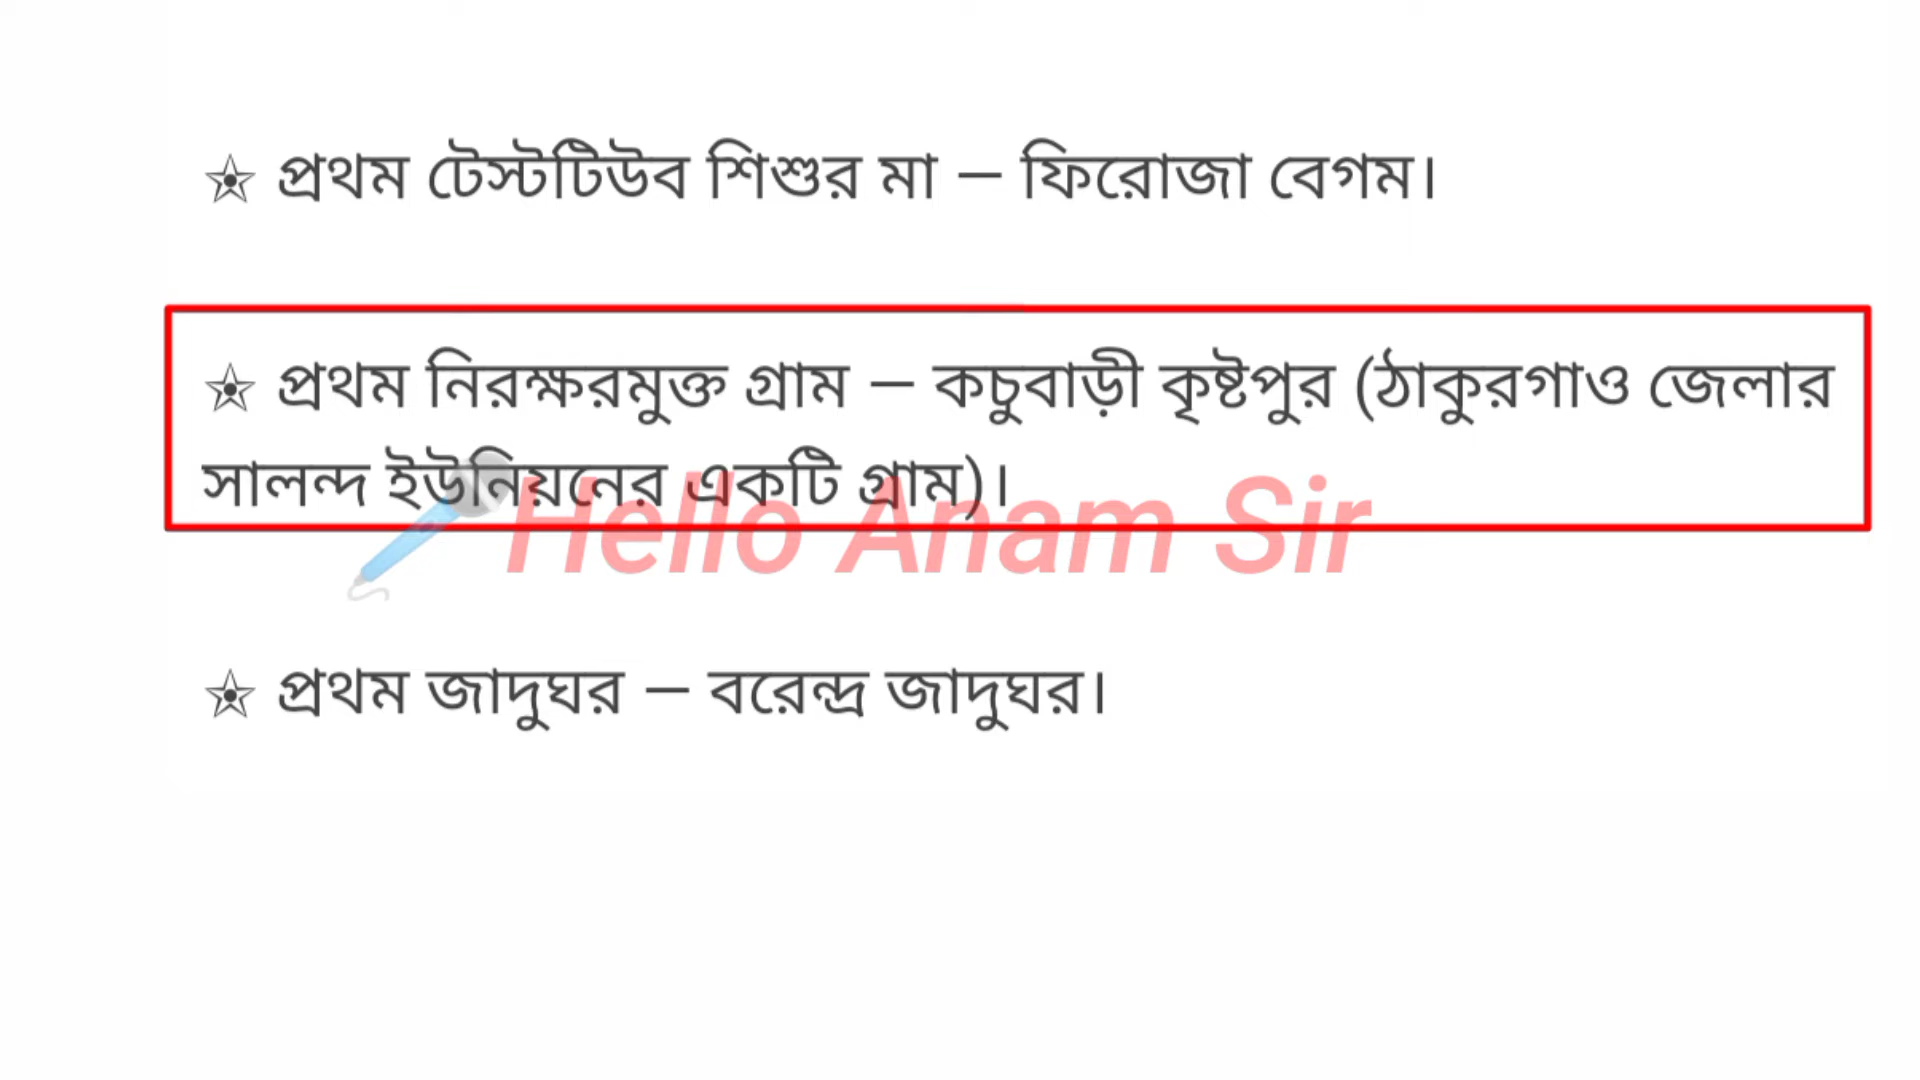 ✯ প্রথম টেস্টটিউব শিশুর মা – ফিরোজা বেগম।
✯ প্রথম নিরক্ষরমুক্ত গ্রাম – কচুবাড়ী কৃষ্টপুর (ঠাকুরগাও জেলার
সালন্দ ইউনিয়নের একটি গ্রাম)।
Hello Anam Sir
✯ প্রথম জাদুঘর – বরেন্দ্র জাদুঘর।